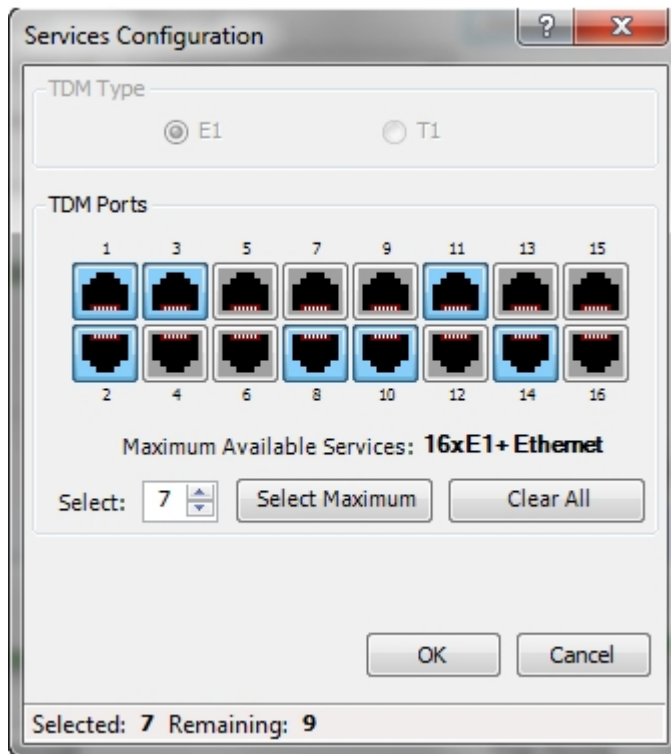 Services Configuration
?
X
TDM Type
E1 T1
TDM Ports
1 3 5 7 9 11 13 15
2 4 6 8 10 12 14 16
Maximum Available Services: 16xE1+ Ethernet
Select: 7 Select Maximum Clear All
OK Cancel
Selected: 7 Remaining: 9